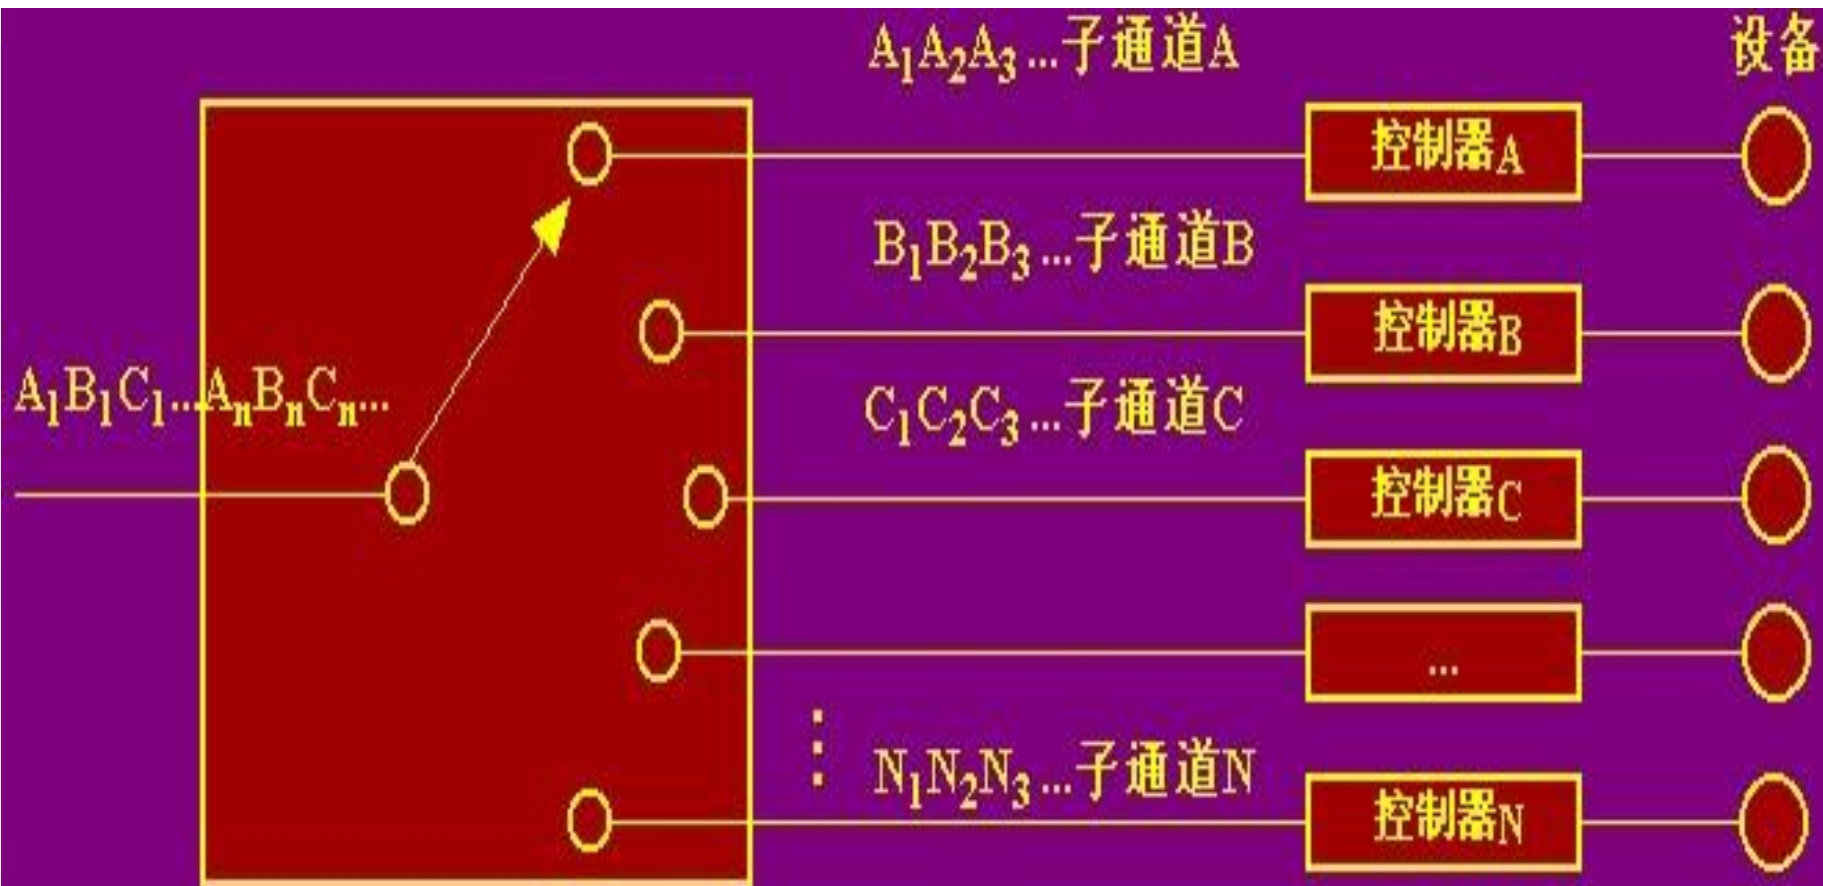 A₁A₂A₃...子通道A
设备
控制器A
B₁B₂B₃...子通道B
控制器B
A₁B₁C₁...AₙBₙCₙ...
C₁C₂C₃...子通道C
控制器C
...
⋮
N₁N₂N₃...子通道N
控制器N